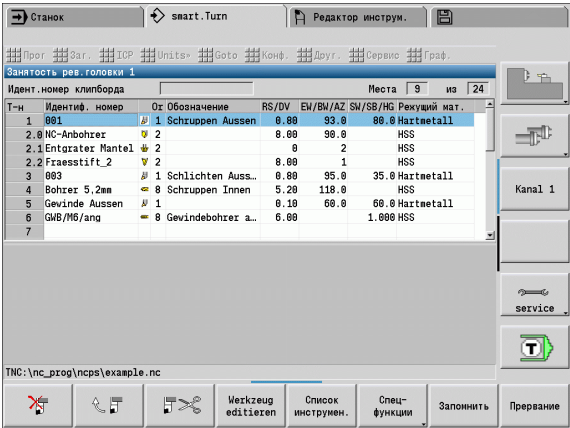 Станок smart.Turn Редактор инструм.
Прог Заг. ICP Units» Goto Конф. Друг. Сервис Граф.
Занятость рев.головки 1
Идент.номер клипборда Места 9 из 24
Т-н Идентиф. номер Or Обозначение RS/DV EW/BW/AZ SW/SB/HG Режущий мат.
1 001 1 Schruppen Aussen 0.80 93.0 80.0 Hartmetall
2.0 NC-Anbohrer 2 8.00 90.0 HSS
2.1 Entgrater Mantel 2 0 2 HSS
2.2 Fraesstift_2 2 8.00 1 HSS
3 003 1 Schlichten Auss… 0.80 95.0 35.0 Hartmetall
4 Bohrer 5,2mm 8 Schruppen Innen 5.20 118.0 HSS
5 Gewinde Aussen 1 0.10 60.0 60.0 Hartmetall
6 GWB/M6/ang 8 Gewindebohrer a… 6.00 1.000 HSS
7
Kanal 1
service
T
TNC:\nc_prog\ncps\example.nc
Werkzeug editieren Список инструмен. Спец-функции Запомнить Прерване